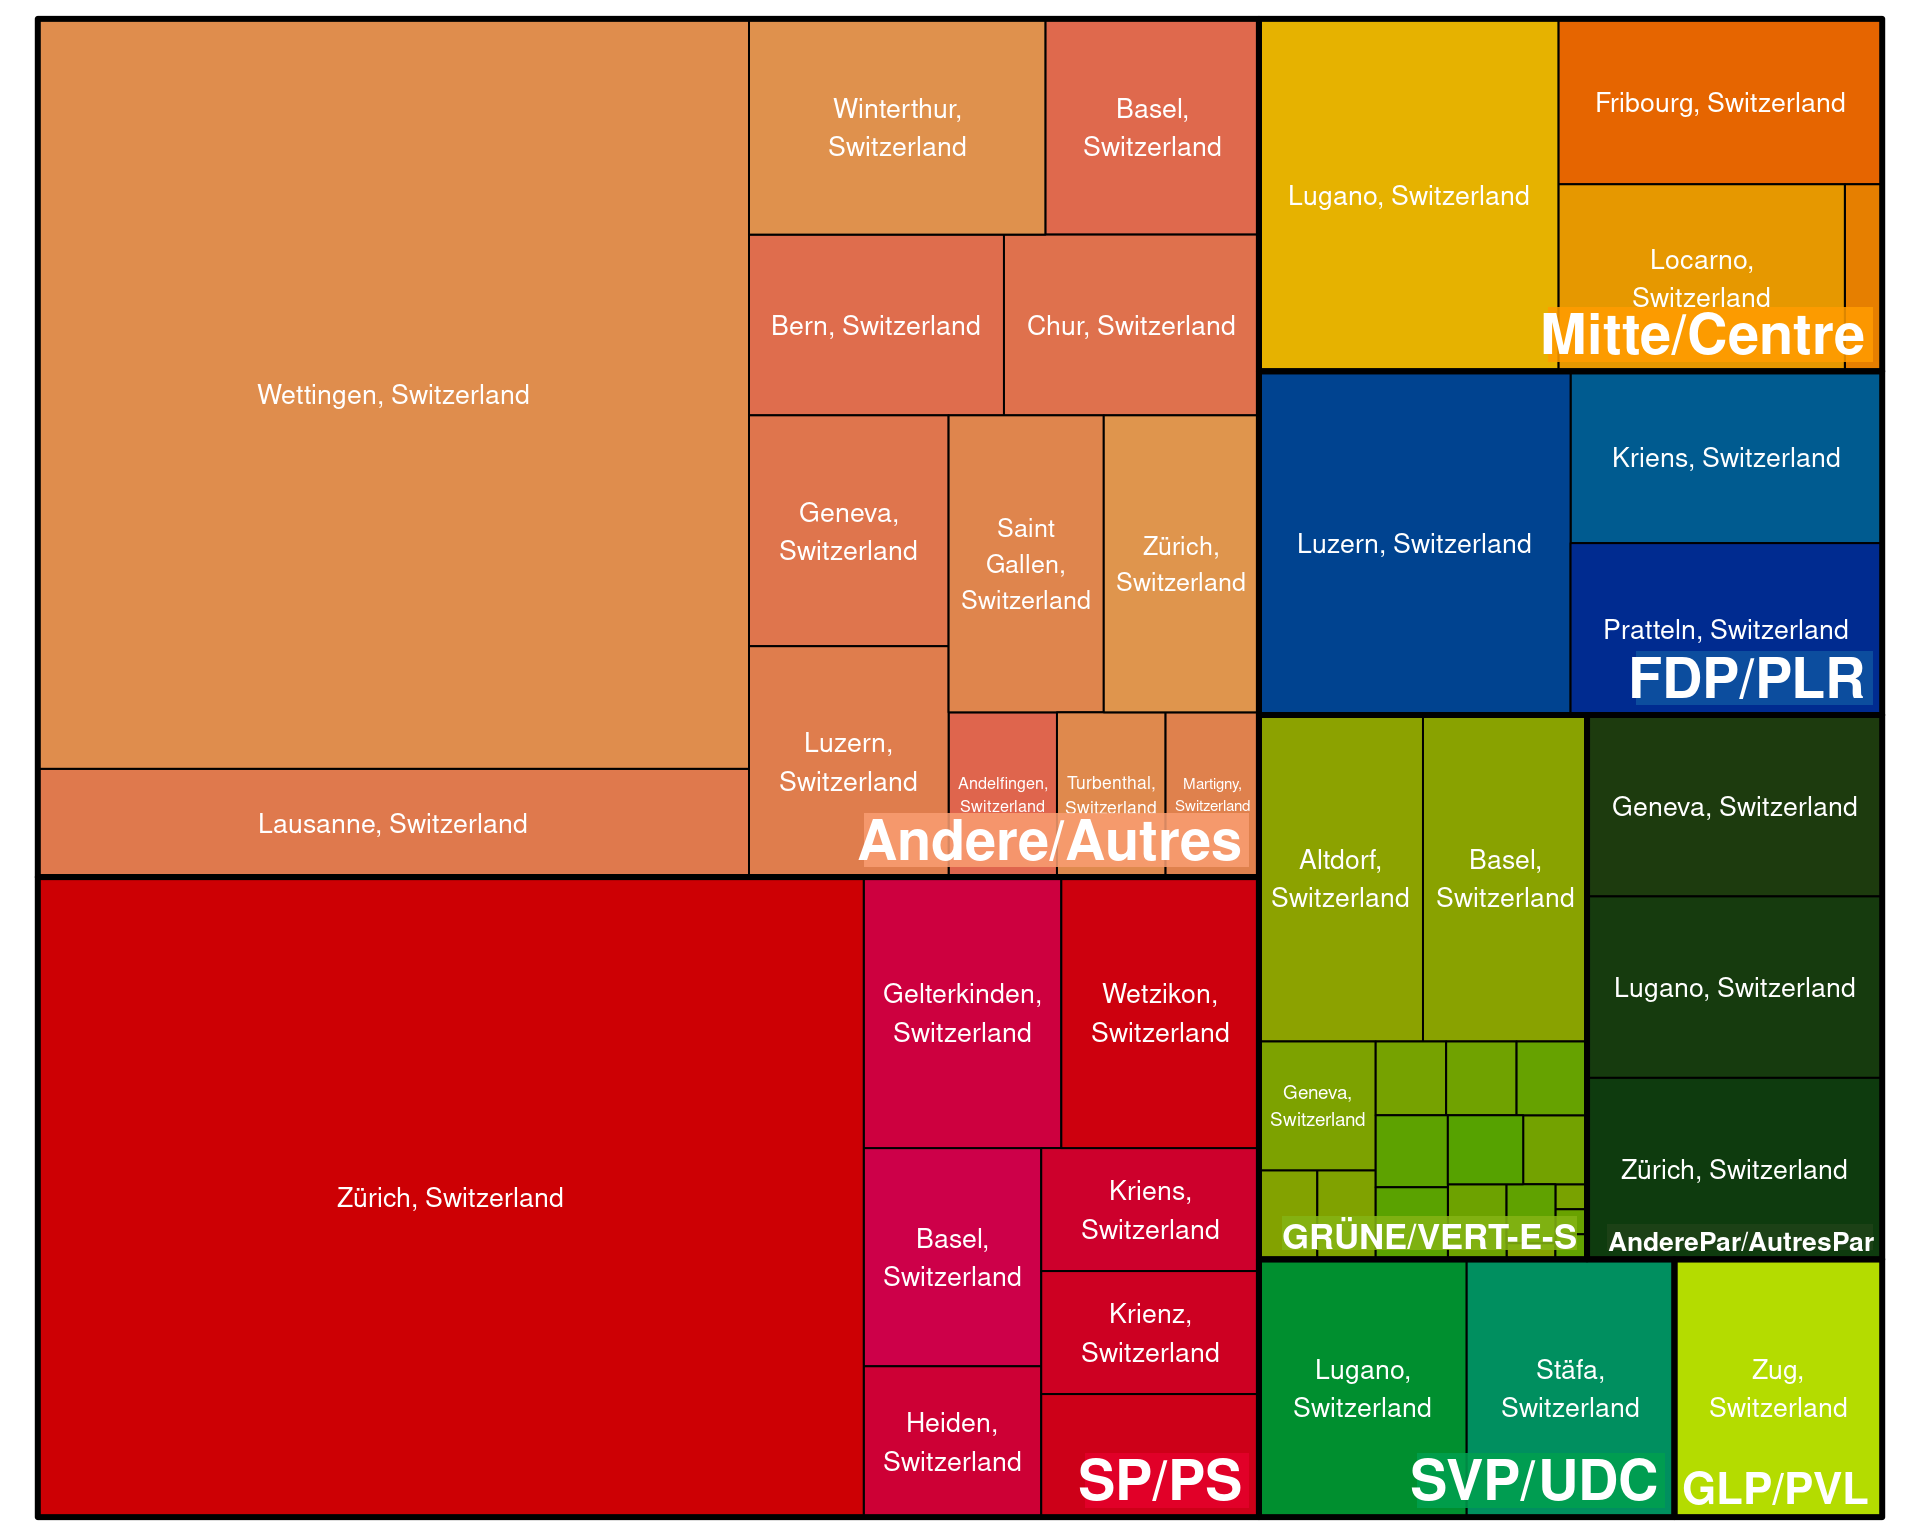 Wettingen, Switzerland
Lausanne, Switzerland
Winterthur,
Switzerland
Basel,
Switzerland
Bern, Switzerland
Chur, Switzerland
Geneva,
Switzerland
Saint
Gallen,
Switzerland
Zürich,
Switzerland
Luzern,
Switzerland
Andelfingen,
Switzerland
Turbenthal,
Switzerland
Martigny,
Switzerland
Andere/Autres
Zürich, Switzerland
Gelterkinden,
Switzerland
Wetzikon,
Switzerland
Basel,
Switzerland
Kriens,
Switzerland
Krienz,
Switzerland
Heiden,
Switzerland
SP/PS
Lugano, Switzerland
Fribourg, Switzerland
Locarno,
Switzerland
Mitte/Centre
Luzern, Switzerland
Kriens, Switzerland
Pratteln, Switzerland
FDP/PLR
Altdorf,
Switzerland
Basel,
Switzerland
Geneva,
Switzerland
GRÜNE/VERT-E-S
Geneva, Switzerland
Lugano, Switzerland
Zürich, Switzerland
AnderePar/AutresPar
Lugano,
Switzerland
Stäfa,
Switzerland
SVP/UDC
Zug,
Switzerland
GLP/PVL